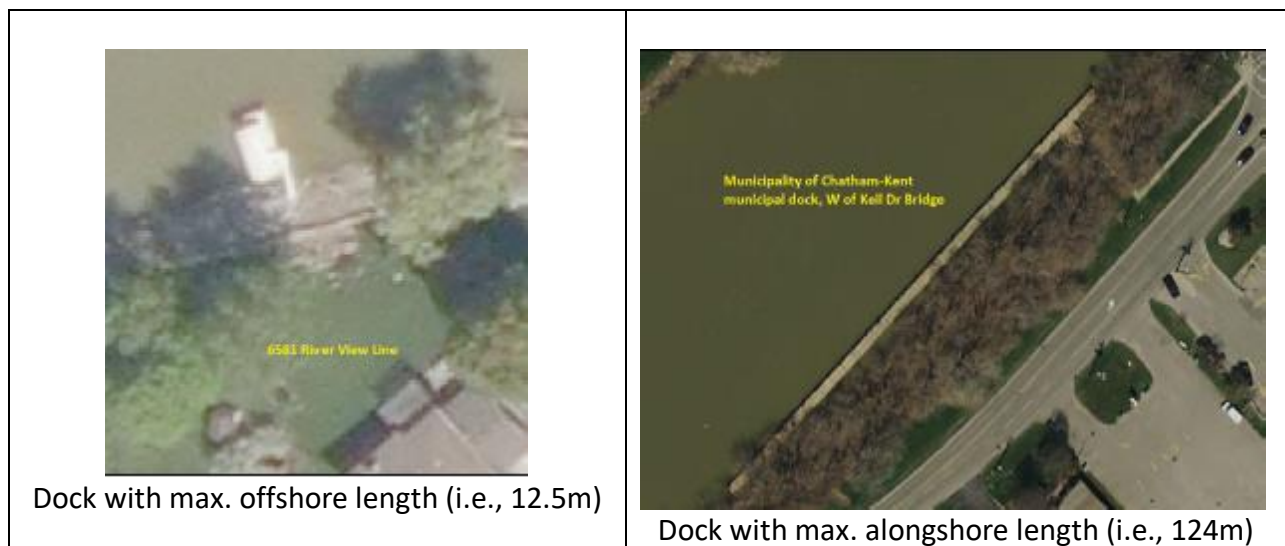 6581 River View Line
Dock with max. offshore length (i.e., 12.5m)
Municipality of Chatham-Kent
municipal dock, W of Keil Dr Bridge
Dock with max. alongshore length (i.e., 124m)